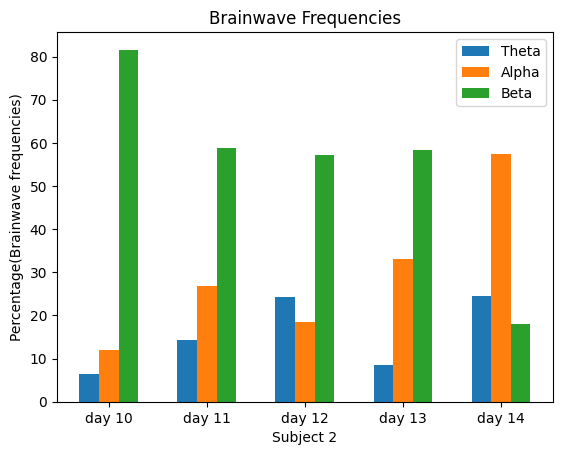 Brainwave Frequencies
Theta
Alpha
Beta
Percentage(Brainwave frequencies)
80
70
60
50
40
30
20
10
0
day 10 day 11 day 12 day 13 day 14
Subject 2